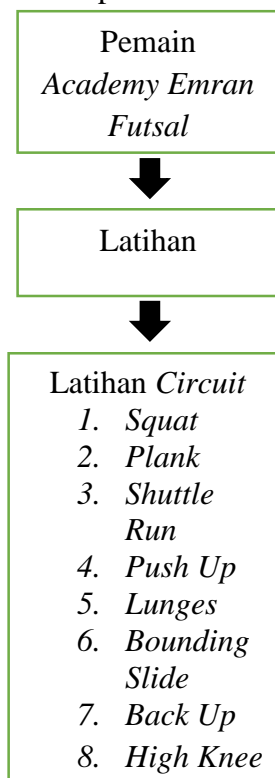 Pemain
Academy Emran
Futsal
Latihan
Latihan Circuit
1. Squat
2. Plank
3. Shuttle
Run
4. Push Up
5. Lunges
6. Bounding
Slide
7. Back Up
8. High Knee